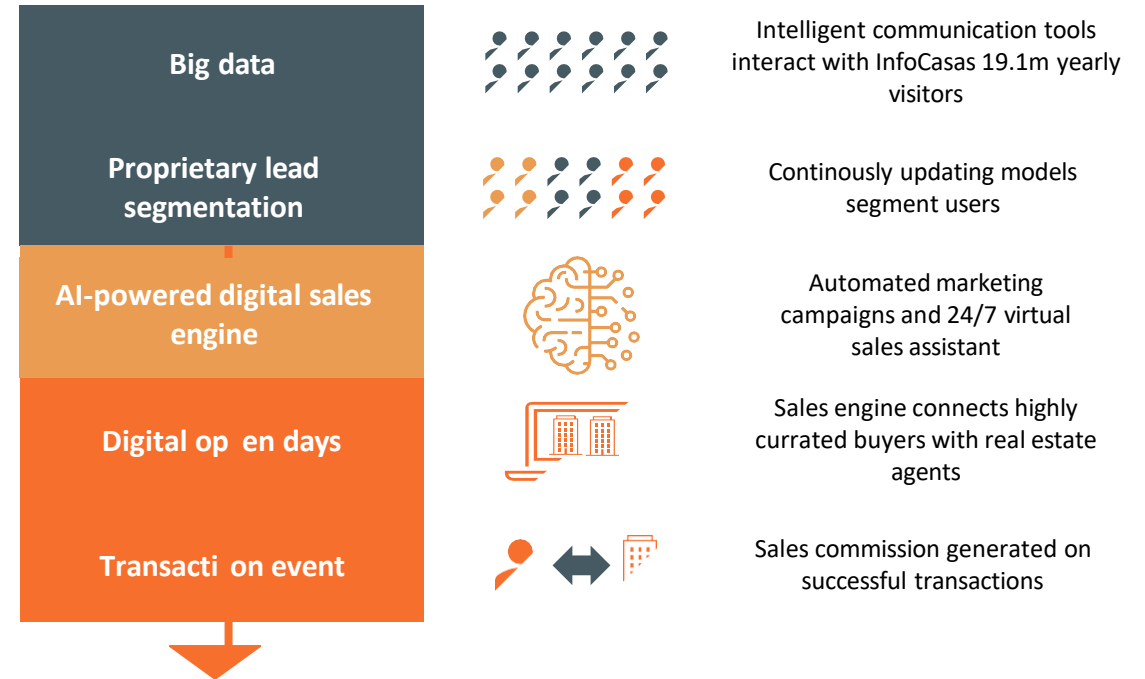 Big data
Intelligent communication tools
interact with InfoCasas 19.1m yearly
visitors
Proprietary lead
segmentation
Continously updating models
segment users
AI-powered digital sales
engine
Automated marketing
campaigns and 24/7 virtual
sales assistant
Digital op en days
Sales engine connects highly
currated buyers with real estate
agents
Transacti on event
Sales commission generated on
successful transactions